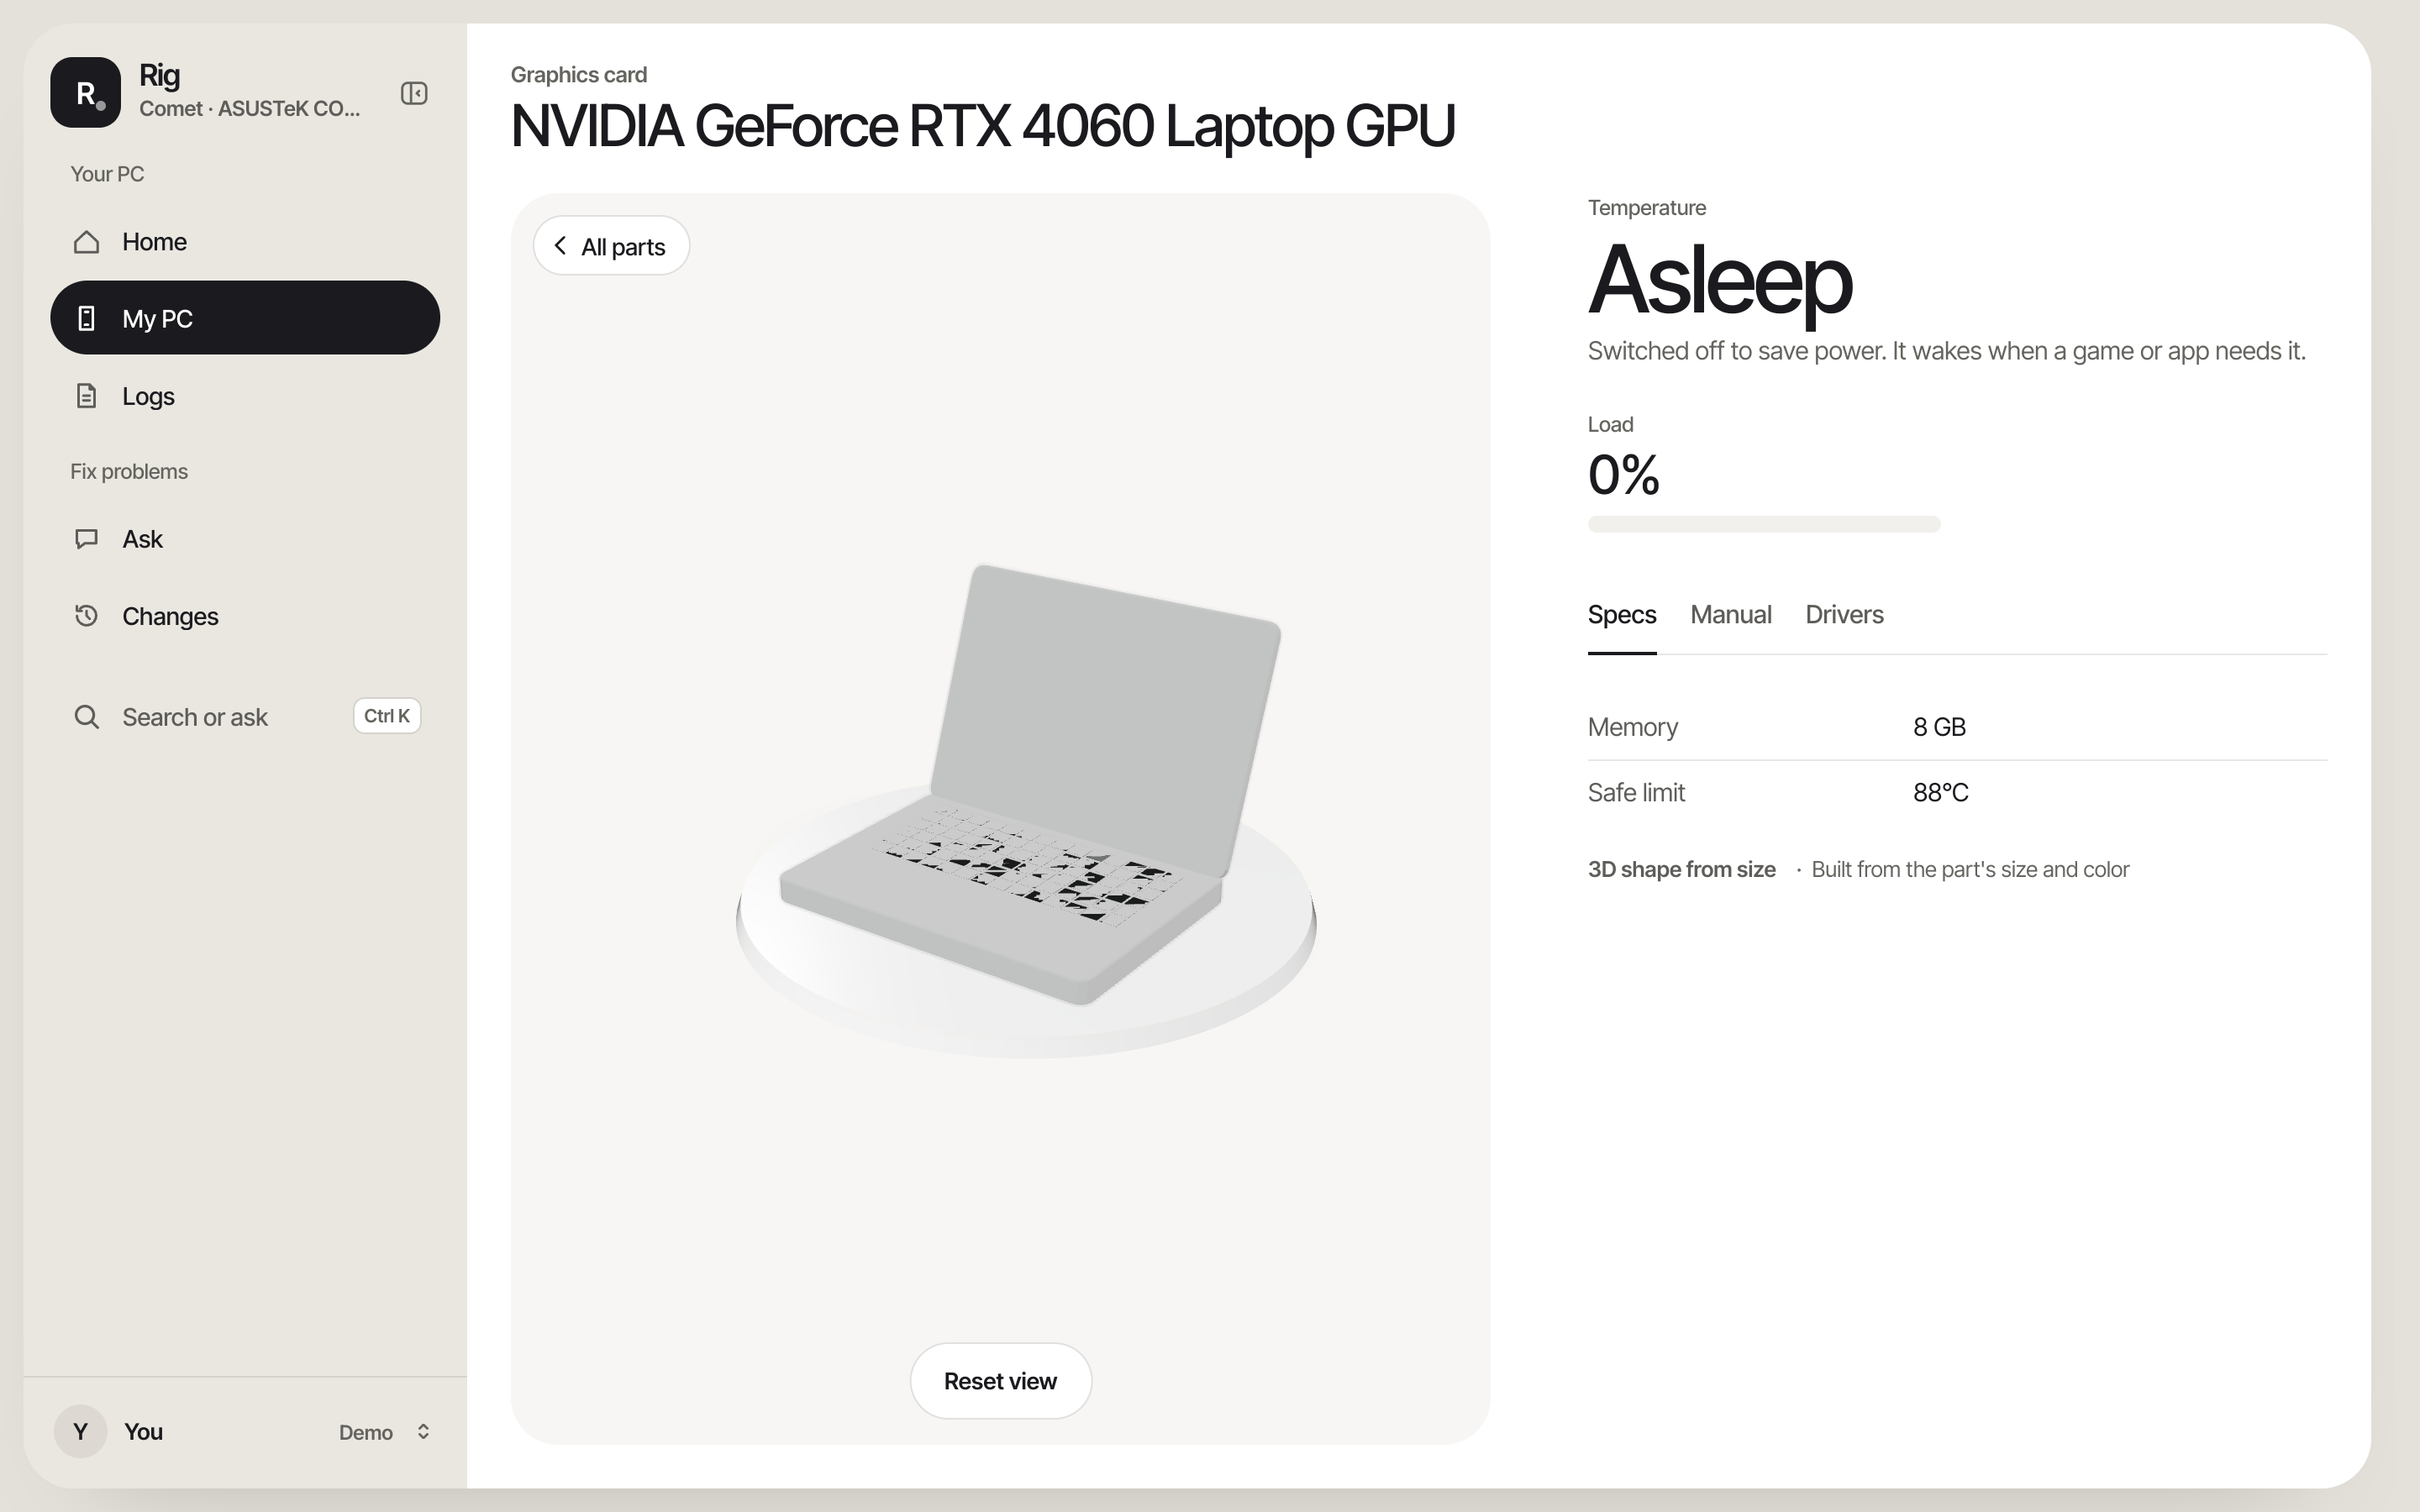 R.
Rig
Comet · ASUSTeK CO...
Your PC
Home
My PC
Logs
Fix problems
Ask
Changes
Search or ask
Ctrl K
Y
You
Demo
Graphics card
NVIDIA GeForce RTX 4060 Laptop GPU
All parts
Reset view
Temperature
Asleep
Switched off to save power. It wakes when a game or app needs it.
Load
0%
Specs Manual Drivers
Memory 8 GB
Safe limit 88°C
3D shape from size · Built from the part's size and color